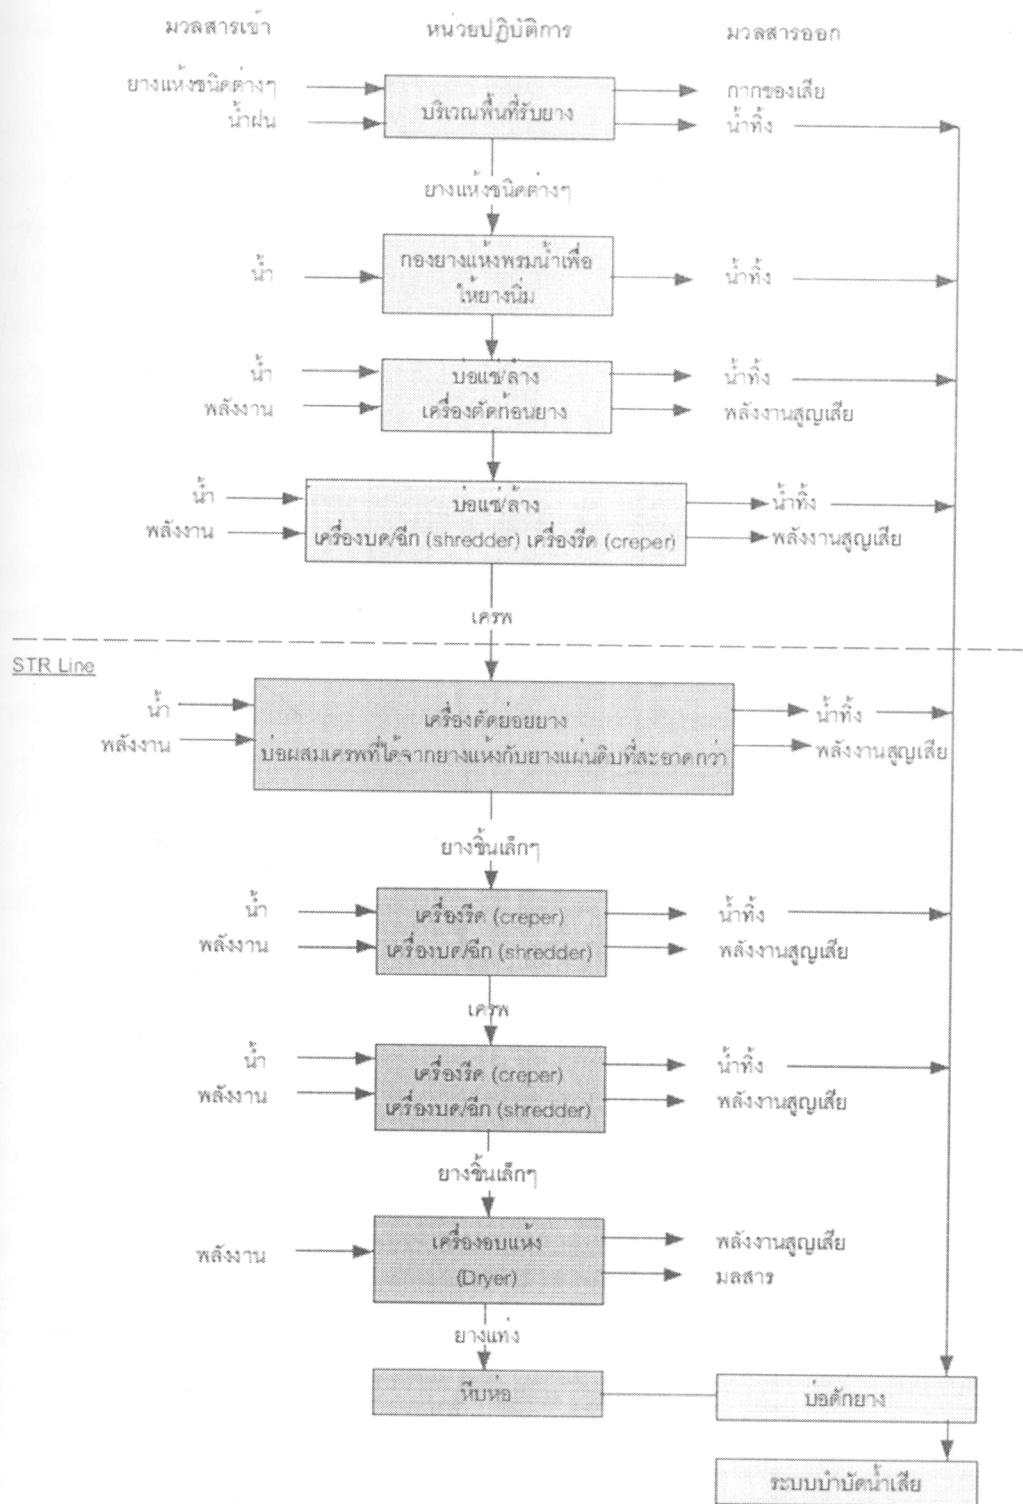 มวลสารเข้า หน่วยปฏิบัติการ มวลสารออก
ยางแห้งชนิดต่างๆ กากของเสีย
บริเวณพื้นที่รับยาง
น้ำฝน น้ำทิ้ง
ยางแห้งชนิดต่างๆ
กองยางแห้งพรมน้ำเพื่อ
น้ำ น้ำทิ้ง
ให้ยางนิ่ม
น้ำ บ่อแช่/ล้าง น้ำทิ้ง
พลังงาน เครื่องตัดก้อนยาง พลังงานสูญเสีย
น้ำ บ่อแช่/ล้าง น้ำทิ้ง
พลังงาน เครื่องบด/ฉีก (shredder) เครื่องรีด (creper) พลังงานสูญเสีย
เครพ
STR Line
น้ำ เครื่องตัดย่อยยาง น้ำทิ้ง
พลังงาน บ่อผสมเครพที่ได้จากยางแห้งกับยางแผ่นดิบที่สะอาดกว่า พลังงานสูญเสีย
ยางชิ้นเล็กๆ
น้ำ เครื่องรีด (creper) น้ำทิ้ง
พลังงาน เครื่องบด/ฉีก (shredder) พลังงานสูญเสีย
เครพ
น้ำ เครื่องรีด (creper) น้ำทิ้ง
พลังงาน เครื่องบด/ฉีก (shredder) พลังงานสูญเสีย
ยางชิ้นเล็กๆ
พลังงาน เครื่องอบแห้ง พลังงานสูญเสีย
(Dryer) มลสาร
ยางแท่ง
หีบห่อ บ่อดักยาง
ระบบบำบัดน้ำเสีย